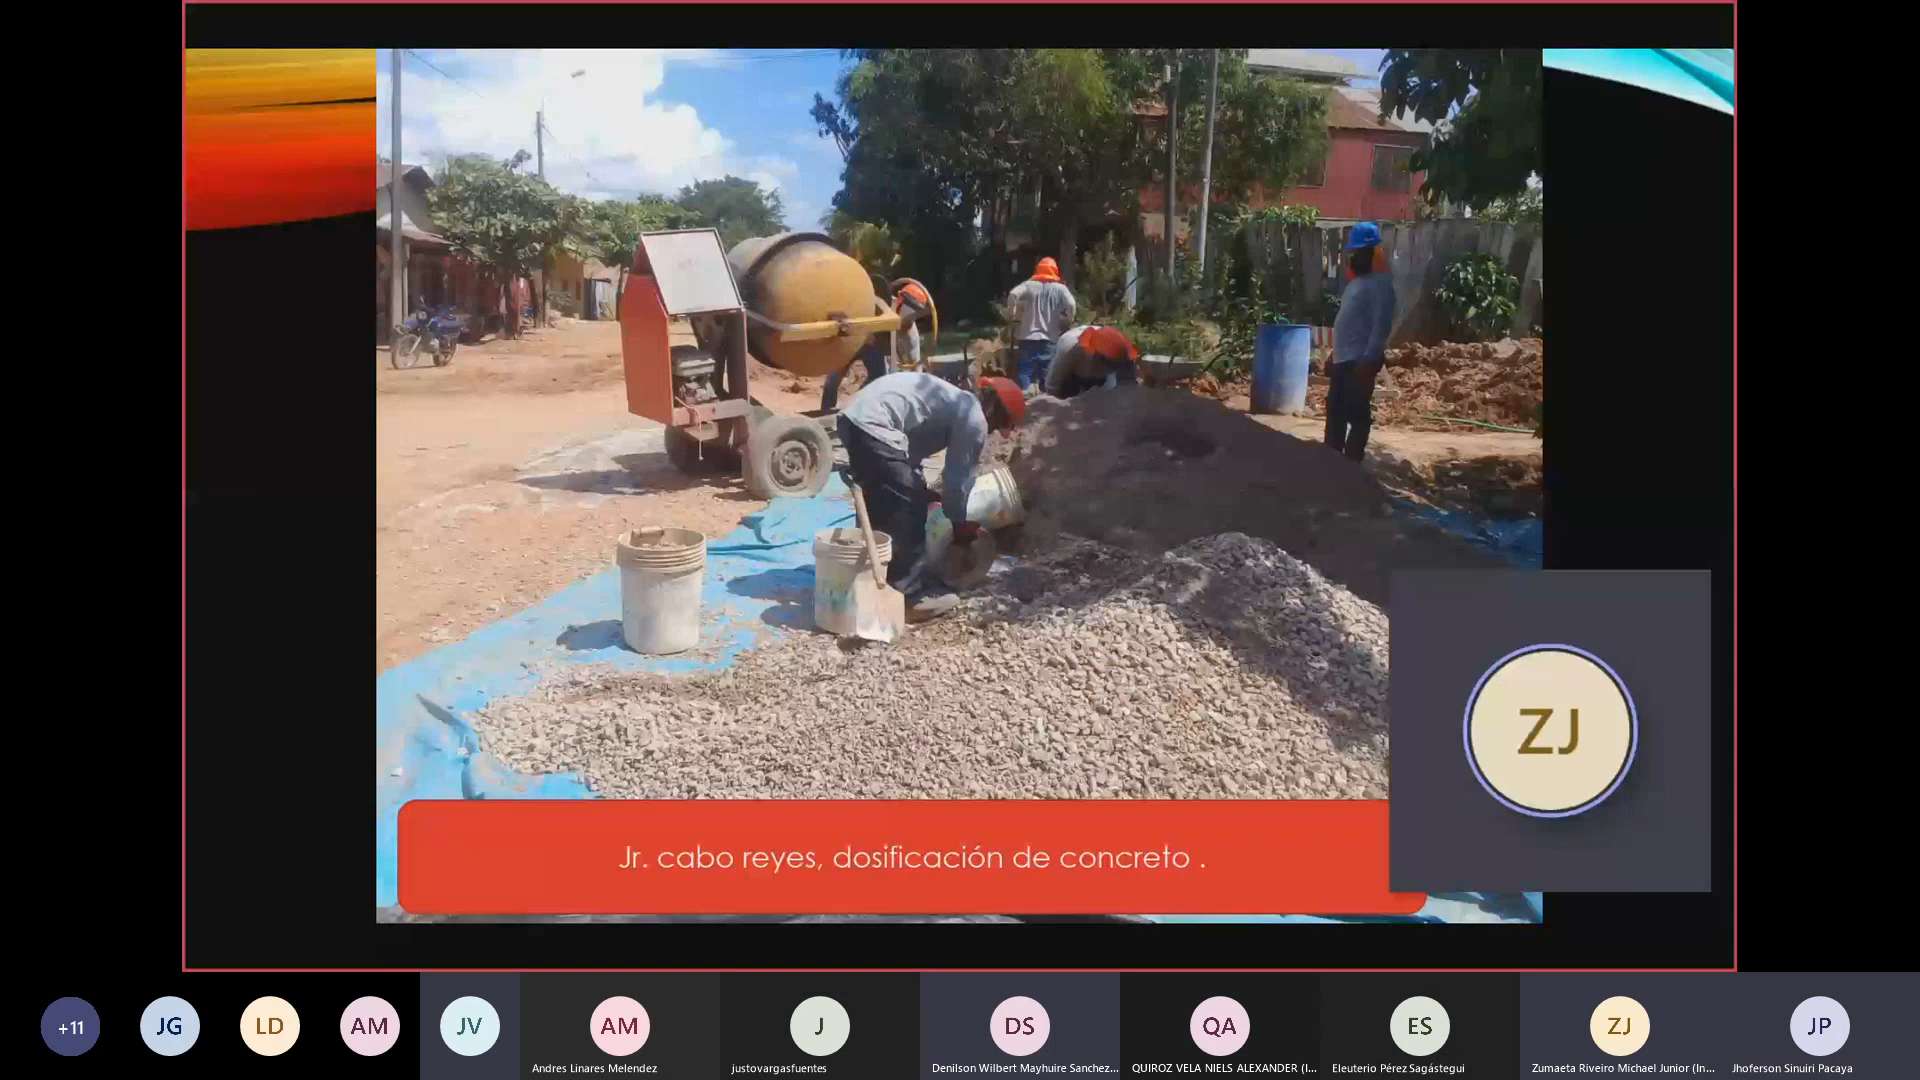 ZJ
Jr. cabo reyes, dosificación de concreto .
+11
JG
LD
AM
JV
AM
J
DS
QA
ES
ZJ
JP
Andres Linares Melendez
justovargasfuentes
Denilson Wilbert Mayhuire Sanchez...
QUIROZ VELA NIELS ALEXANDER (I...
Eleuterio Pérez Sagástegui
Zumaeta Riveiro Michael Junior (In...
Jhoferson Sinuiri Pacaya